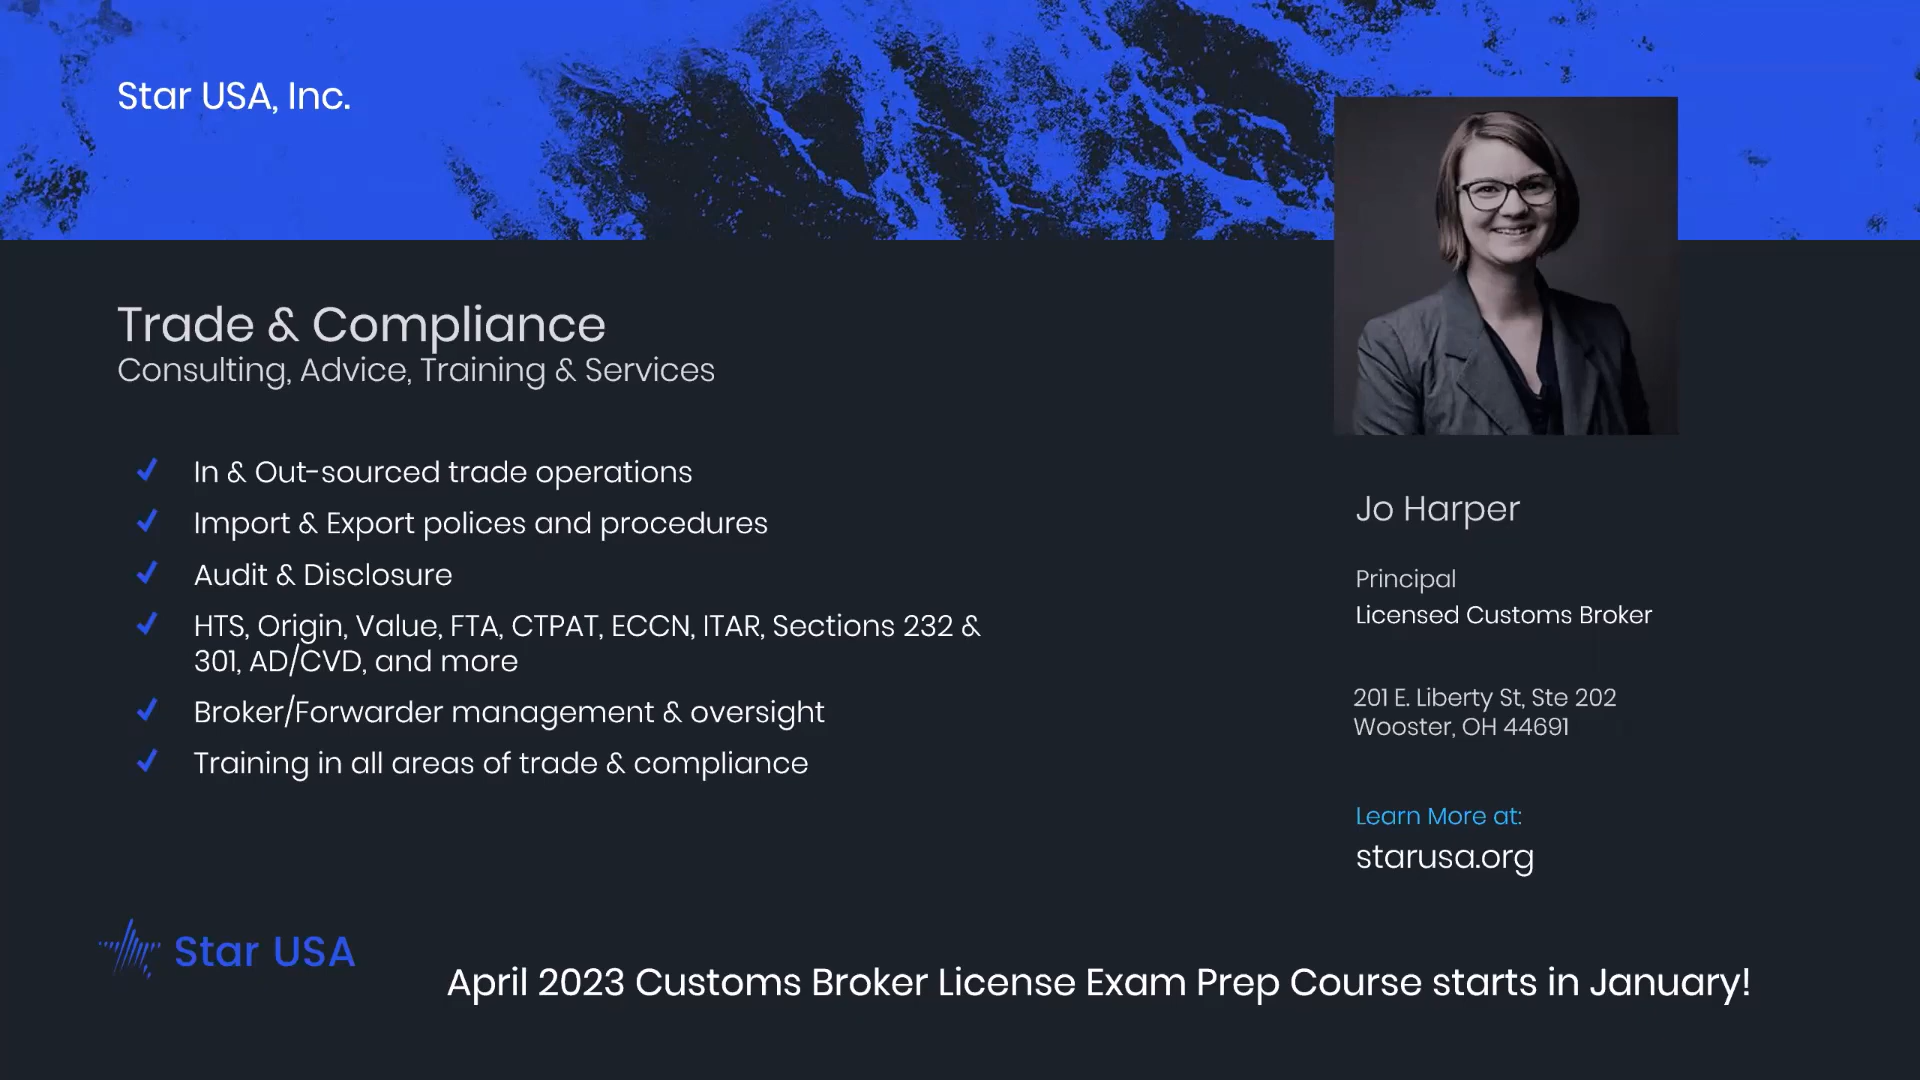 Star USA, Inc.
Trade & Compliance
Consulting, Advice, Training & Services
In & Out-sourced trade operations
Import & Export polices and procedures
Audit & Disclosure
HTS, Origin, Value, FTA, CTPAT, ECCN, ITAR, Sections 232 &
301, AD/CVD, and more
Broker/Forwarder management & oversight
Training in all areas of trade & compliance
Jo Harper
Principal
Licensed Customs Broker
201 E. Liberty St, Ste 202
Wooster, OH 44691
Learn More at:
starusa.org
Star USA
April 2023 Customs Broker License Exam Prep Course starts in January!